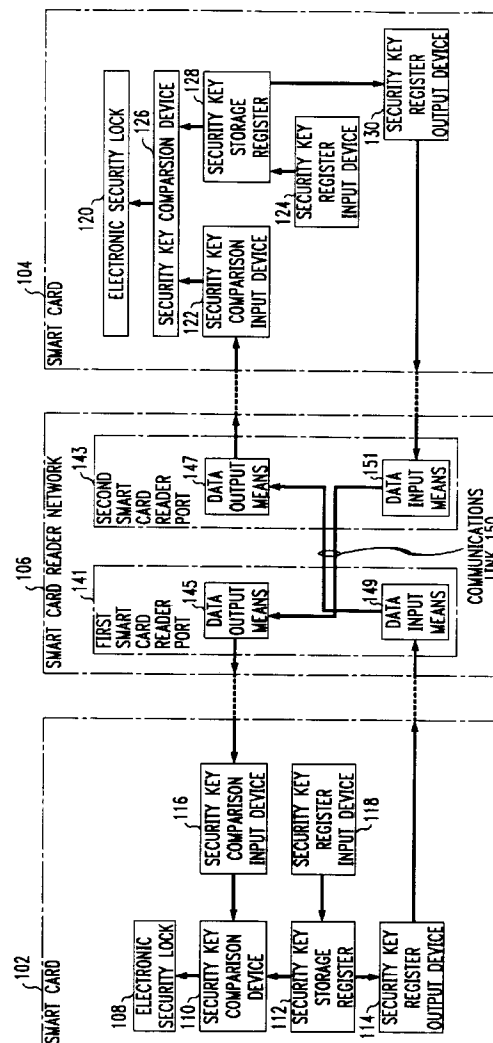 102
SMART CARD
108
ELECTRONIC
SECURITY LOCK
110
SECURITY KEY
COMPARISON
DEVICE
112
SECURITY KEY
STORAGE
REGISTER
114
SECURITY KEY
REGISTER
OUTPUT DEVICE
116
SECURITY KEY
COMPARISON
INPUT DEVICE
SECURITY KEY
REGISTER
INPUT DEVICE
118
106
SMART CARD READER NETWORK
141
FIRST
SMART
CARD
READER
PORT
145
DATA
OUTPUT
MEANS
149
DATA
INPUT
MEANS
143
SECOND
SMART
CARD
READER
PORT
147
DATA
OUTPUT
MEANS
151
DATA
INPUT
MEANS
COMMUNICATIONS
LINK 150
104
SMART CARD
120
ELECTRONIC SECURITY LOCK
126
SECURITY KEY COMPARSION DEVICE
122
SECURITY KEY
COMPARISON
INPUT DEVICE
128
SECURITY KEY
STORAGE
REGISTER
124
SECURITY KEY
REGISTER
INPUT DEVICE
130
SECURITY KEY
REGISTER
OUTPUT DEVICE